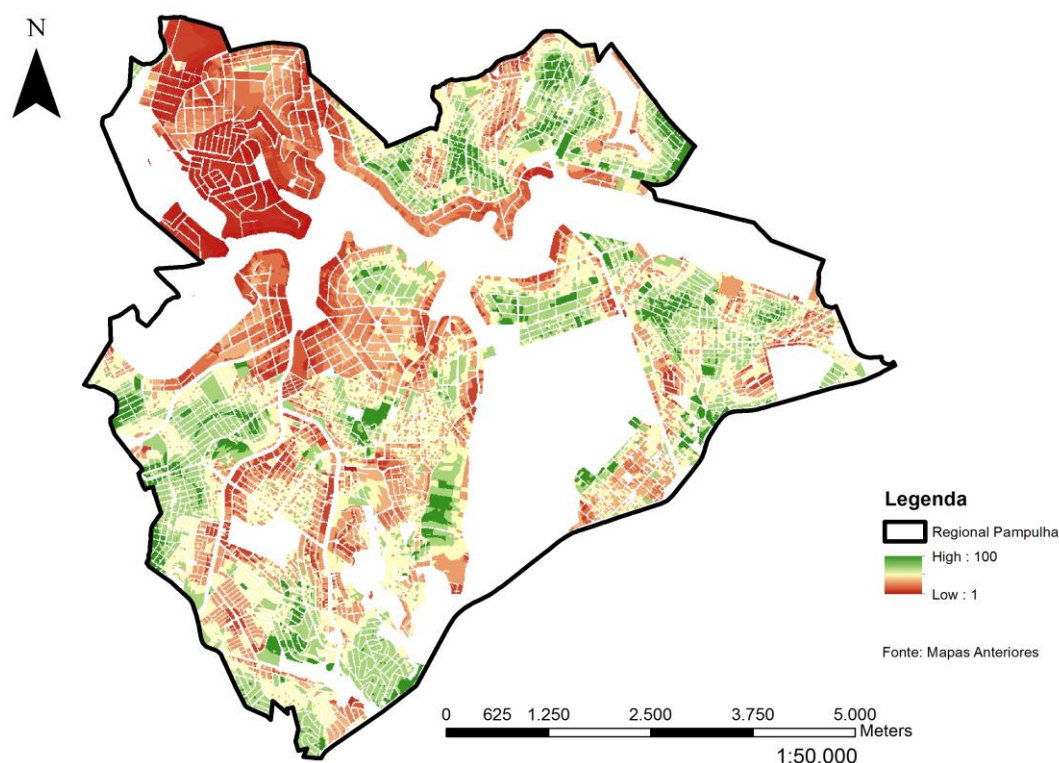 N
Legenda
Regional Pampulha
High : 100
Low : 1
Fonte: Mapas Anteriores
0 625 1.250 2.500 3.750 5.000
Meters
1:50.000